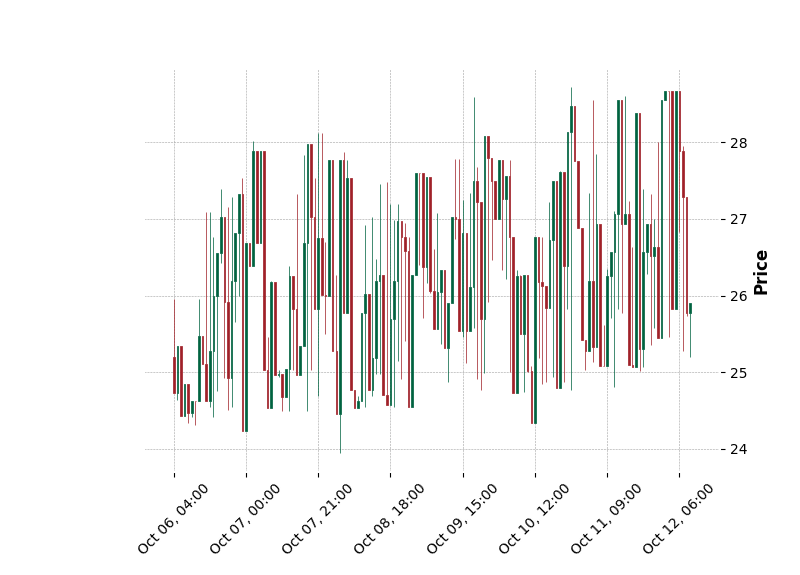 28
27
26
25
24
Price
Oct 06, 04:00
Oct 07, 00:00
Oct 07, 21:00
Oct 08, 18:00
Oct 09, 15:00
Oct 10, 12:00
Oct 11, 09:00
Oct 12, 06:00